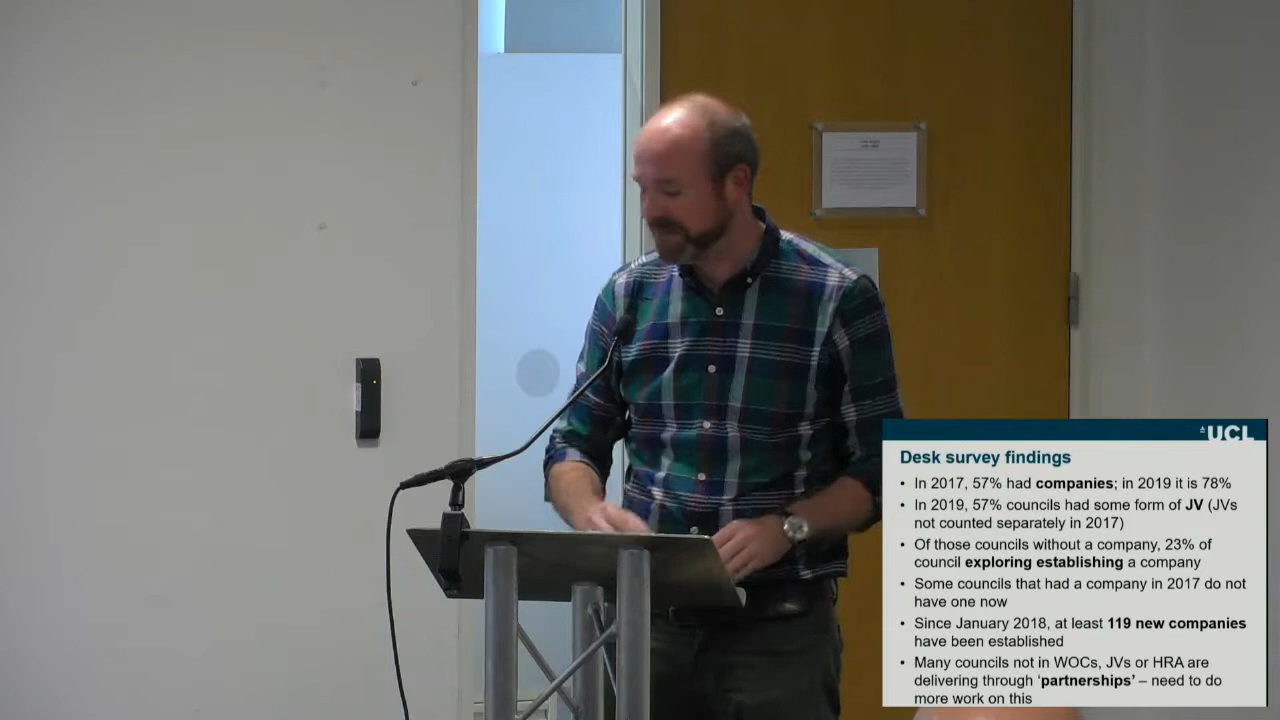 UCL
Desk survey findings
• In 2017, 57% had companies; in 2019 it is 78%
• In 2019, 57% councils had some form of JV (JVs
not counted separately in 2017)
• Of those councils without a company, 23% of
council exploring establishing a company
• Some councils that had a company in 2017 do not
have one now
• Since January 2018, at least 119 new companies
have been established
• Many councils not in WOCs, JVs or HRA are
delivering through ‘partnerships’ – need to do
more work on this